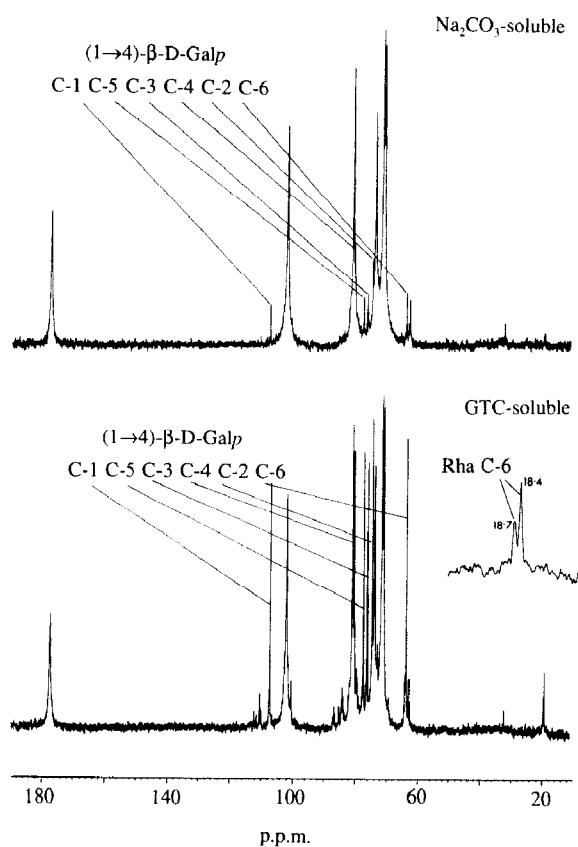 Na₂CO₃-soluble
(1→4)-β-D-Galp
C-1 C-5 C-3 C-4 C-2 C-6
GTC-soluble
(1→4)-β-D-Galp
C-1 C-5 C-3 C-4 C-2 C-6
Rha C-6
18·4
18·7
180 140 100 60 20
p.p.m.